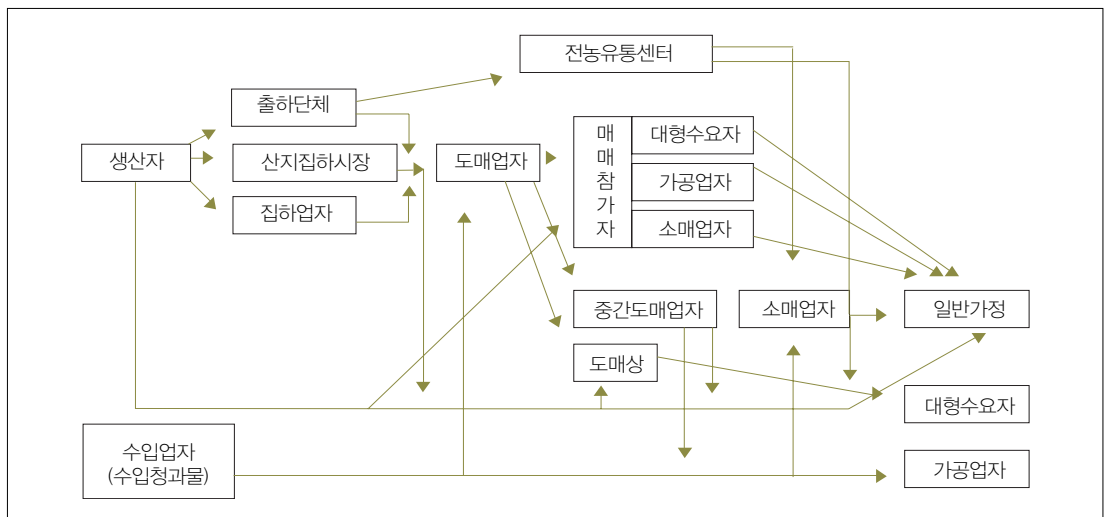 전농유통센터
출하단체
생산자
산지집하시장
집하업자
도매업자
매
매
참
가
자
대형수요자
가공업자
소매업자
중간도매업자
소매업자
일반가정
도매상
대형수요자
수입업자
(수입청과물)
가공업자